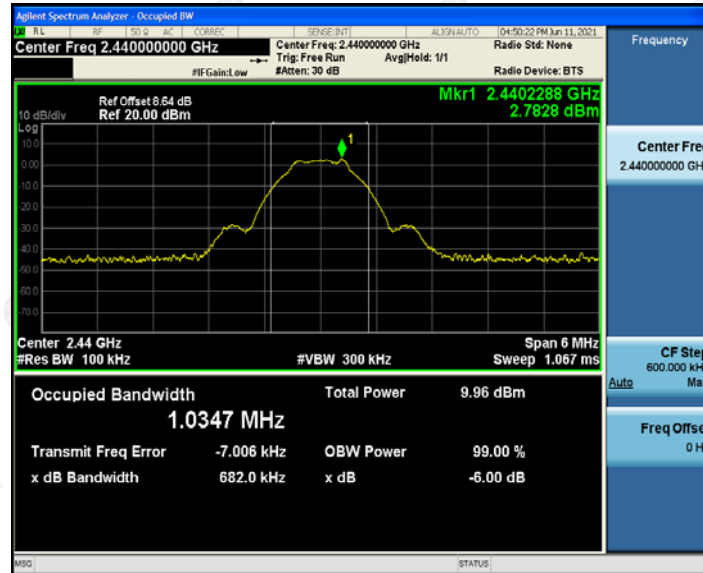 Agilent Spectrum Analyzer - Occupied BW
RL RF 50 Ω AC CORREC SENSE:INT ALIGNAUTO 04:50:22 PM Jun 11, 2021
Center Freq 2.440000000 GHz Center Freq: 2.440000000 GHz Radio Std: None Frequency
Trig: Free Run Avg|Hold: 1/1
#IFGain:Low #Atten: 30 dB Radio Device: BTS
Mkr1 2.4402288 GHz
Ref Offset 8.64 dB
10 dB/div Ref 20.00 dBm 2.7828 dBm
Log
10.0
1
0.00
-10.0
-20.0
-30.0
-40.0
-50.0
-60.0
-70.0
Center Fre
2.440000000 GH
Center 2.44 GHz Span 6 MHz
#Res BW 100 kHz #VBW 300 kHz Sweep 1.067 ms
CF Step
600.000 kH
Auto Ma
Occupied Bandwidth Total Power 9.96 dBm
1.0347 MHz
Transmit Freq Error -7.006 kHz OBW Power 99.00 %
x dB Bandwidth 682.0 kHz x dB -6.00 dB
Freq Offse
0 H
MSG STATUS